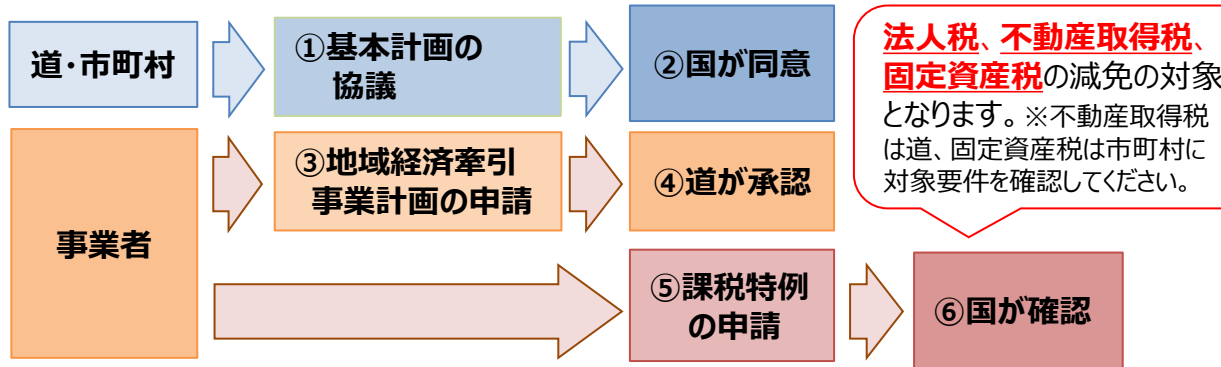 道・市町村
①基本計画の
協議
②国が同意
法人税、不動産取得税、
固定資産税の減免の対象
となります。※不動産取得税
は道、固定資産税は市町村に
対象要件を確認してください。
事業者
③地域経済牽引
事業計画の申請
④道が承認
⑤課税特例
の申請
⑥国が確認